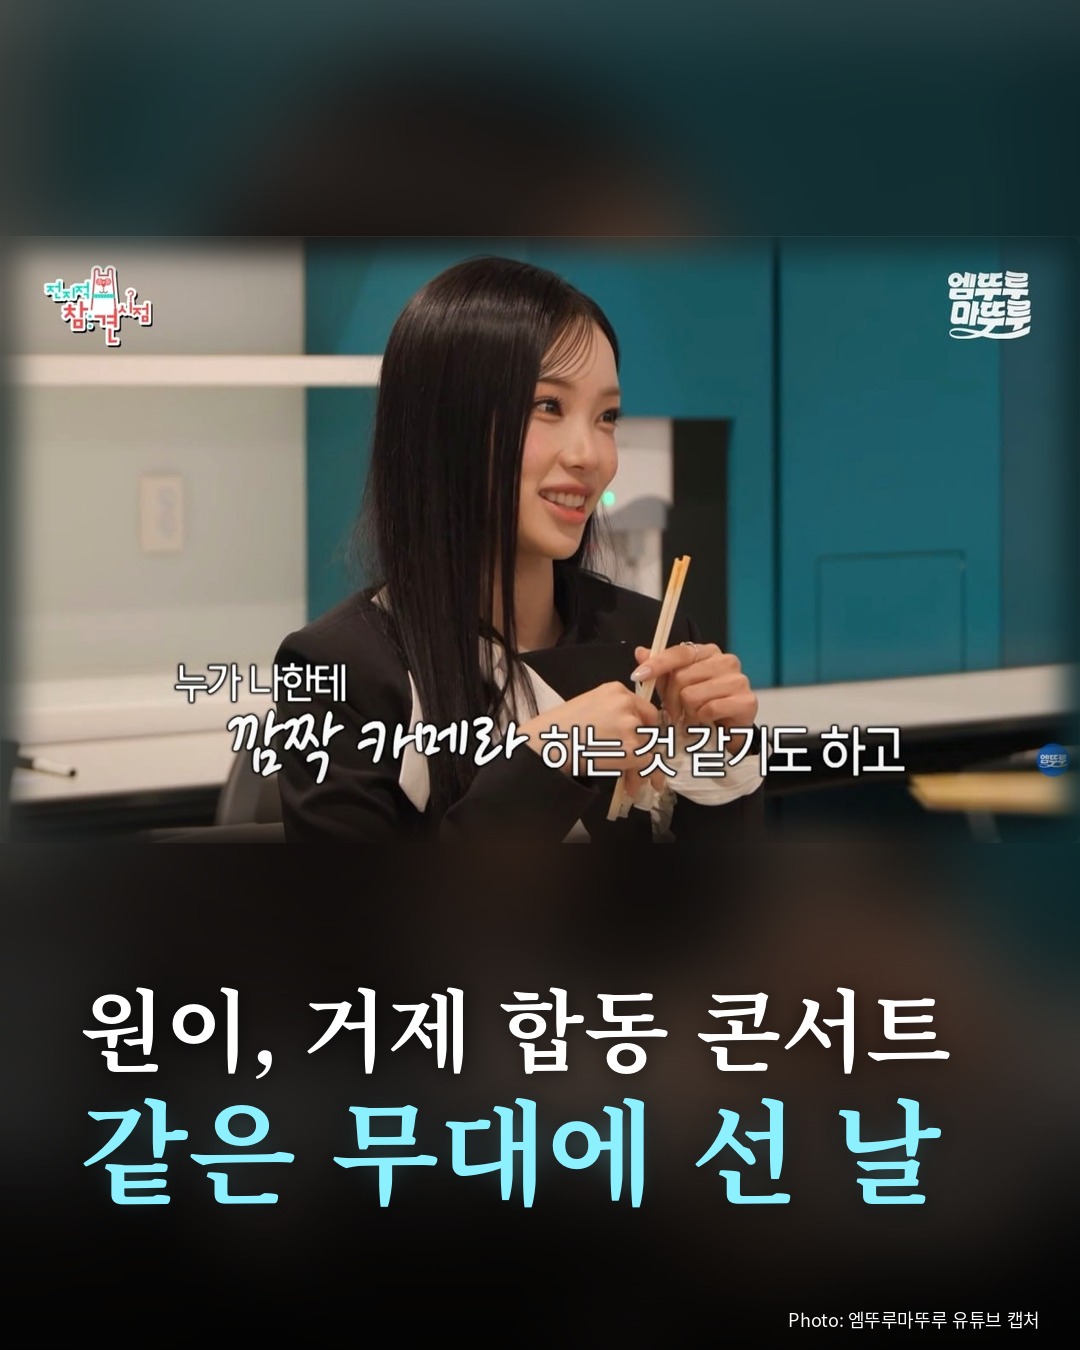 전지적
참견시점
엠뚜루
마뚜루
누가 나한테
깜짝 카메라 하는 것 같기도 하고
엠뚜루
원이, 거제 합동 콘서트
같은 무대에 선 날
Photo: 엠뚜루마뚜루 유튜브 캡처